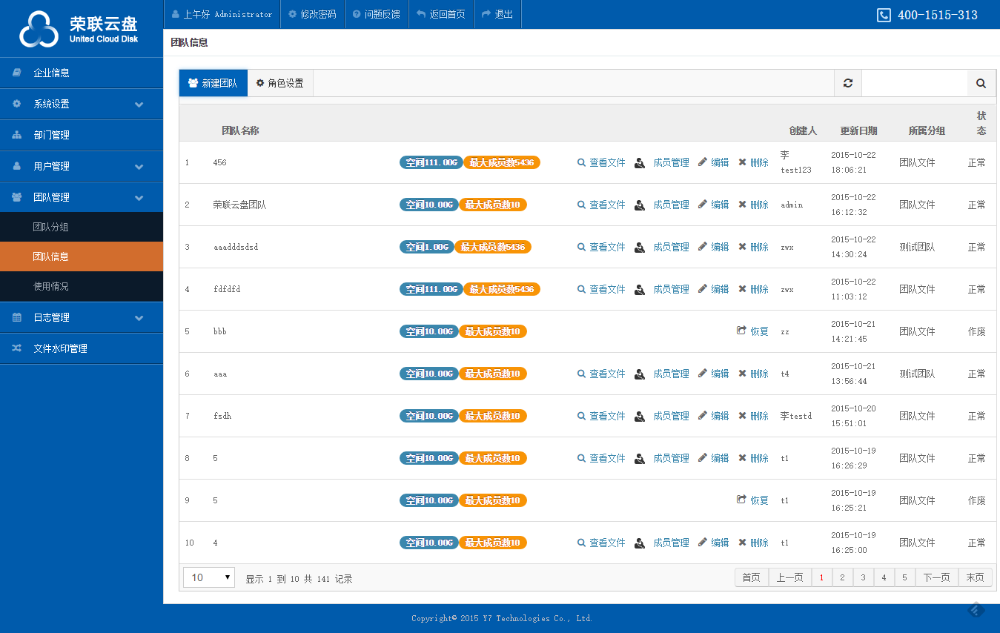 荣联云盘
United Cloud Disk
上午好 Administrator 修改密码 问题反馈 返回首页 退出
400-1515-313
企业信息
系统设置
部门管理
用户管理
团队管理
团队分组
团队信息
使用情况
日志管理
文件水印管理
团队信息
新建团队 角色设置
团队名称 创建人 更新日期 所属分组 状态
1 456 空间111.00G 最大成员数5436 查看文件 成员管理 编辑 删除 李test123 2015-10-22 18:06:21 团队文件 正常
2 荣联云盘团队 空间10.00G 最大成员数10 查看文件 成员管理 编辑 删除 admin 2015-10-22 16:12:32 团队文件 正常
3 aaadddsdsd 空间1.00G 最大成员数5436 查看文件 成员管理 编辑 删除 zwx 2015-10-22 14:30:24 测试团队 正常
4 fdfdfd 空间111.00G 最大成员数5436 查看文件 成员管理 编辑 删除 zwx 2015-10-22 11:03:12 团队文件 正常
5 bbb 空间10.00G 最大成员数10 恢复 zz 2015-10-21 14:21:45 团队文件 作废
6 aaa 空间10.00G 最大成员数10 查看文件 成员管理 编辑 删除 t4 2015-10-21 13:56:44 测试团队 正常
7 fsdh 空间10.00G 最大成员数10 查看文件 成员管理 编辑 删除 李testd 2015-10-20 15:51:01 团队文件 正常
8 5 空间10.00G 最大成员数10 查看文件 成员管理 编辑 删除 t1 2015-10-19 16:26:29 团队文件 正常
9 5 空间10.00G 最大成员数10 恢复 t1 2015-10-19 16:25:21 团队文件 作废
10 4 空间10.00G 最大成员数10 查看文件 成员管理 编辑 删除 t1 2015-10-19 16:25:00 团队文件 正常
10 显示 1 到 10 共 141 记录 首页 上一页 1 2 3 4 5 下一页 末页
Copyright© 2015 Y7 Technologies Co., Ltd.